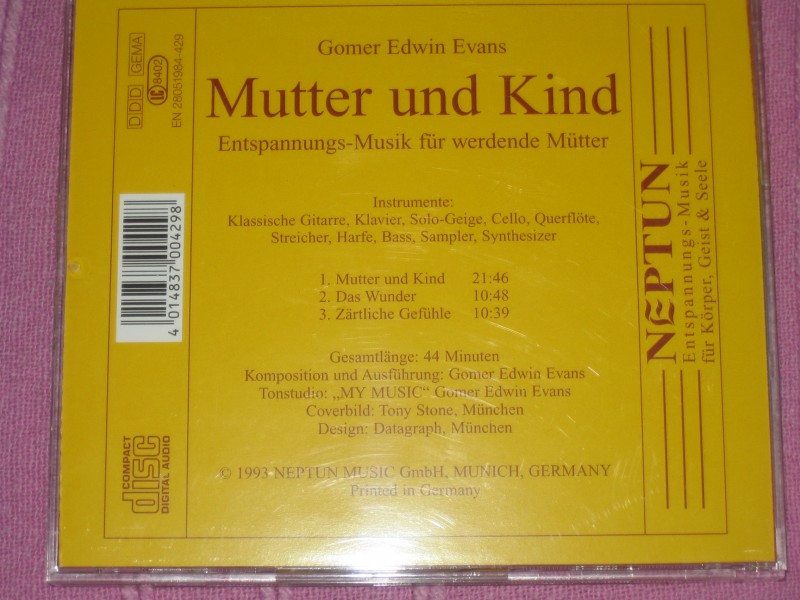 DDD GEMA
LC 8402
EN 28051984-429
Gomer Edwin Evans
Mutter und Kind
Entspannungs-Musik für werdende Mütter
Instrumente:
Klassische Gitarre, Klavier, Solo-Geige, Cello, Querflöte,
Streicher, Harfe, Bass, Sampler, Synthesizer
1. Mutter und Kind 21:46
2. Das Wunder 10:48
3. Zärtliche Gefühle 10:39
Gesamtlänge: 44 Minuten
Komposition und Ausführung: Gomer Edwin Evans
Tonstudio: „MY MUSIC“ Gomer Edwin Evans
Coverbild: Tony Stone, München
Design: Datagraph, München
© 1993 NEPTUN MUSIC GmbH, MUNICH, GERMANY
Printed in Germany
4 014837 004298
COMPACT
disc
DIGITAL AUDIO
NEPTUN
Entspannungs-Musik
für Körper, Geist & Seele